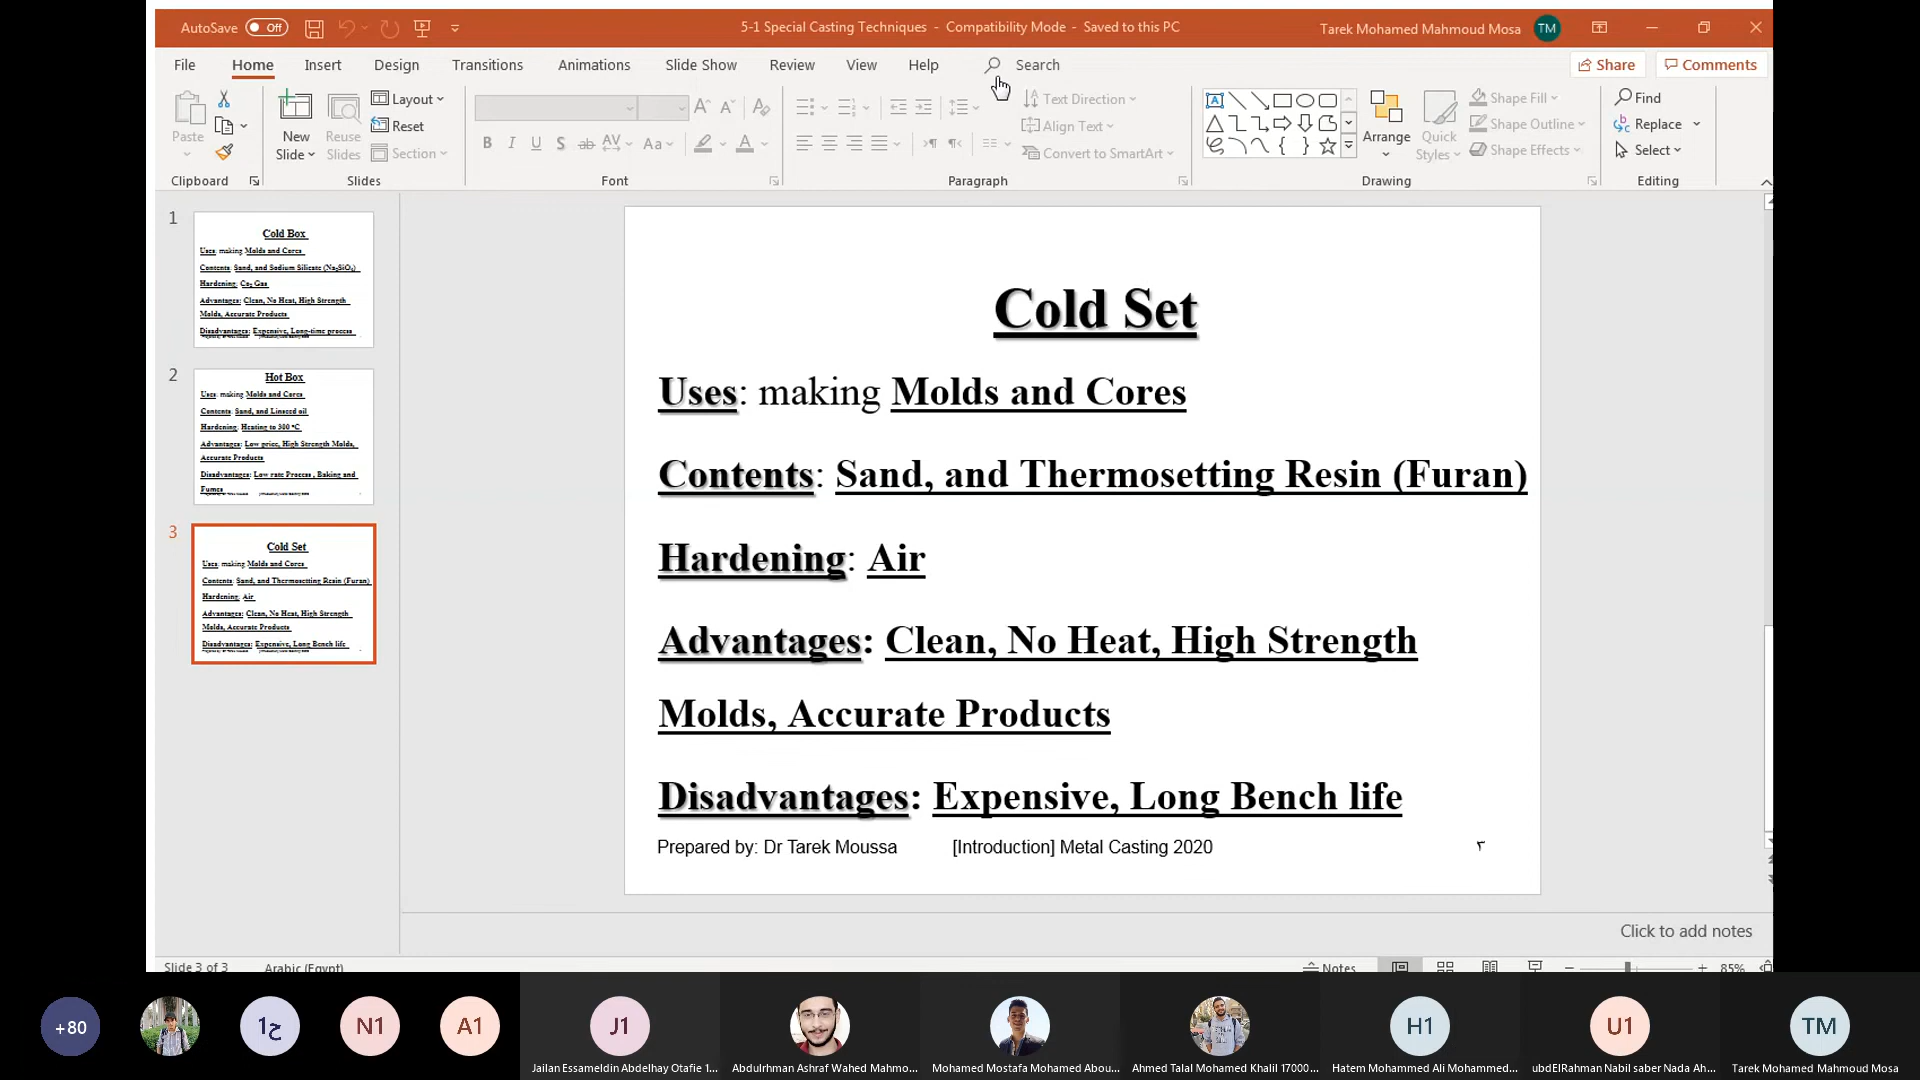 AutoSave Off
5-1 Special Casting Techniques - Compatibility Mode - Saved to this PC
Tarek Mohamed Mahmoud Mosa TM
File Home Insert Design Transitions Animations Slide Show Review View Help Search Share Comments
Paste
Clipboard
New Slide
Reuse Slides
Layout
Reset
Section
Slides
B I U S ab AV Aa A
Font
Text Direction
Align Text
Convert to SmartArt
Paragraph
Arrange
Quick Styles
Shape Fill
Shape Outline
Shape Effects
Drawing
Find
Replace
Select
Editing
1
Cold Box
Uses: making Molds and Cores
Contents: Sand, and Sodium Silicate (Na₂SiO₃)
Hardening: Co₂ Gas
Advantages: Clean, No Heat, High Strength
Molds, Accurate Products
Disadvantages: Expensive, Long-time process
2
Hot Box
Uses: making Molds and Cores
Contents: Sand, and Linseed oil
Hardening: Heating to 300 °C
Advantages: Low price, High Strength Molds,
Accurate Products
Disadvantages: Low rate Process , Baking and
Fumes
3
Cold Set
Uses: making Molds and Cores
Contents: Sand, and Thermosetting Resin (Furan)
Hardening: Air
Advantages: Clean, No Heat, High Strength
Molds, Accurate Products
Disadvantages: Expensive, Long Bench life
Cold Set
Uses: making Molds and Cores
Contents: Sand, and Thermosetting Resin (Furan)
Hardening: Air
Advantages: Clean, No Heat, High Strength
Molds, Accurate Products
Disadvantages: Expensive, Long Bench life
Prepared by: Dr Tarek Moussa [Introduction] Metal Casting 2020 ٣
Click to add notes
Slide 3 of 3 Arabic (Egypt) Notes 85%
+80 ح1 N1 A1 J1 H1 U1 TM
Jailan Essameldin Abdelhay Otafie 1... Abdulrhman Ashraf Wahed Mahmo... Mohamed Mostafa Mohamed Abou... Ahmed Talal Mohamed Khalil 17000... Hatem Mohammed Ali Mohammed... ubdElRahman Nabil saber Nada Ah... Tarek Mohamed Mahmoud Mosa